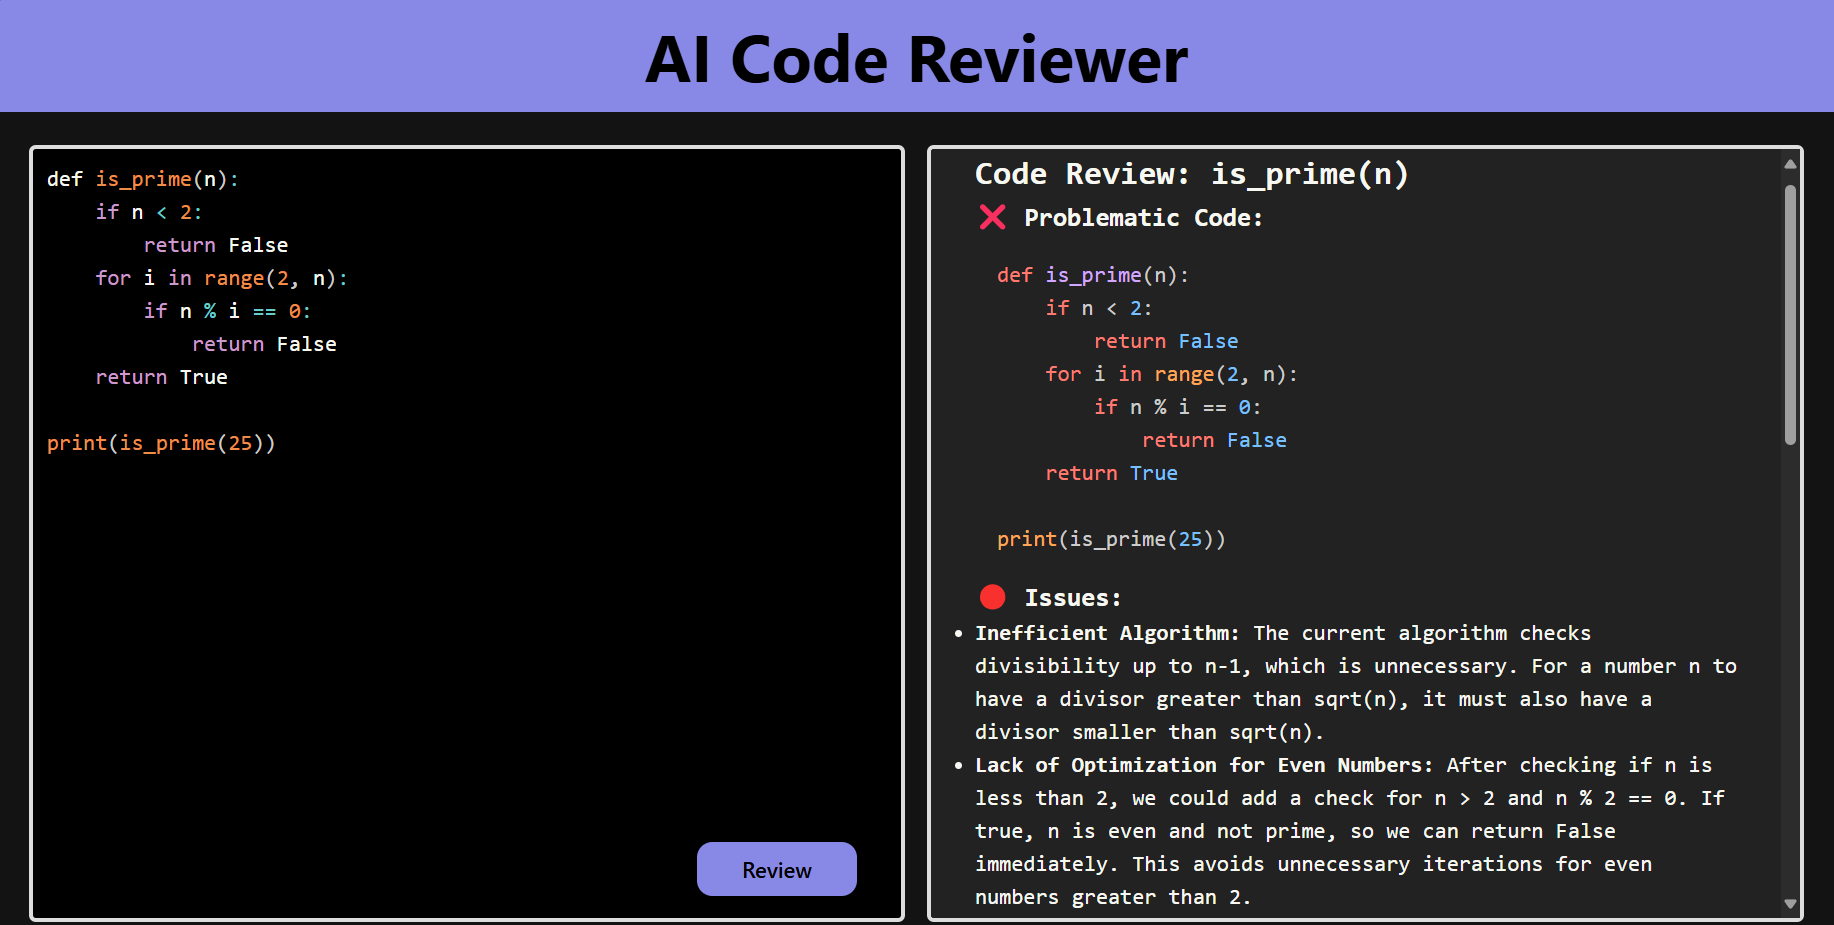 AI Code Reviewer
def is_prime(n):
    if n < 2:
        return False
    for i in range(2, n):
        if n % i == 0:
            return False
    return True
print(is_prime(25))
Review
Code Review: is_prime(n)
❌ Problematic Code:
def is_prime(n):
    if n < 2:
        return False
    for i in range(2, n):
        if n % i == 0:
            return False
    return True
print(is_prime(25))
🔴 Issues:
• Inefficient Algorithm: The current algorithm checks
divisibility up to n-1, which is unnecessary. For a number n to
have a divisor greater than sqrt(n), it must also have a
divisor smaller than sqrt(n).
• Lack of Optimization for Even Numbers: After checking if n is
less than 2, we could add a check for n > 2 and n % 2 == 0. If
true, n is even and not prime, so we can return False
immediately. This avoids unnecessary iterations for even
numbers greater than 2.